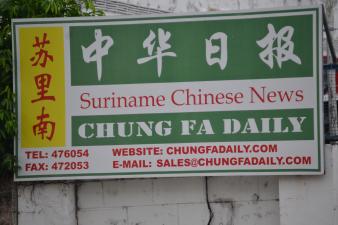 苏里南
中华日报
Suriname Chinese News
CHUNG FA DAILY
TEL: 476054
FAX: 472053
WEBSITE: CHUNGFADAILY.COM
E-MAIL: SALES@CHUNGFADAILY.COM